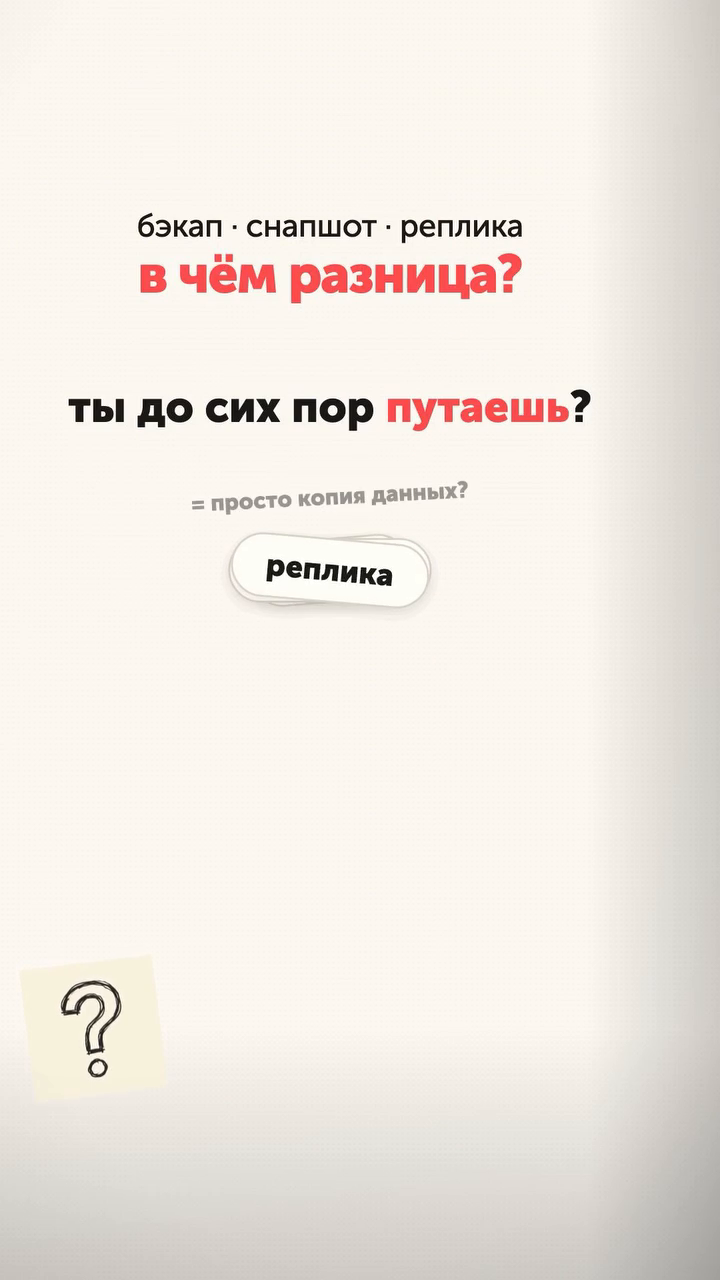 бэкап · снапшот · реплика
в чём разница?
ты до сих пор путаешь?
= просто копия данных?
реплика
?